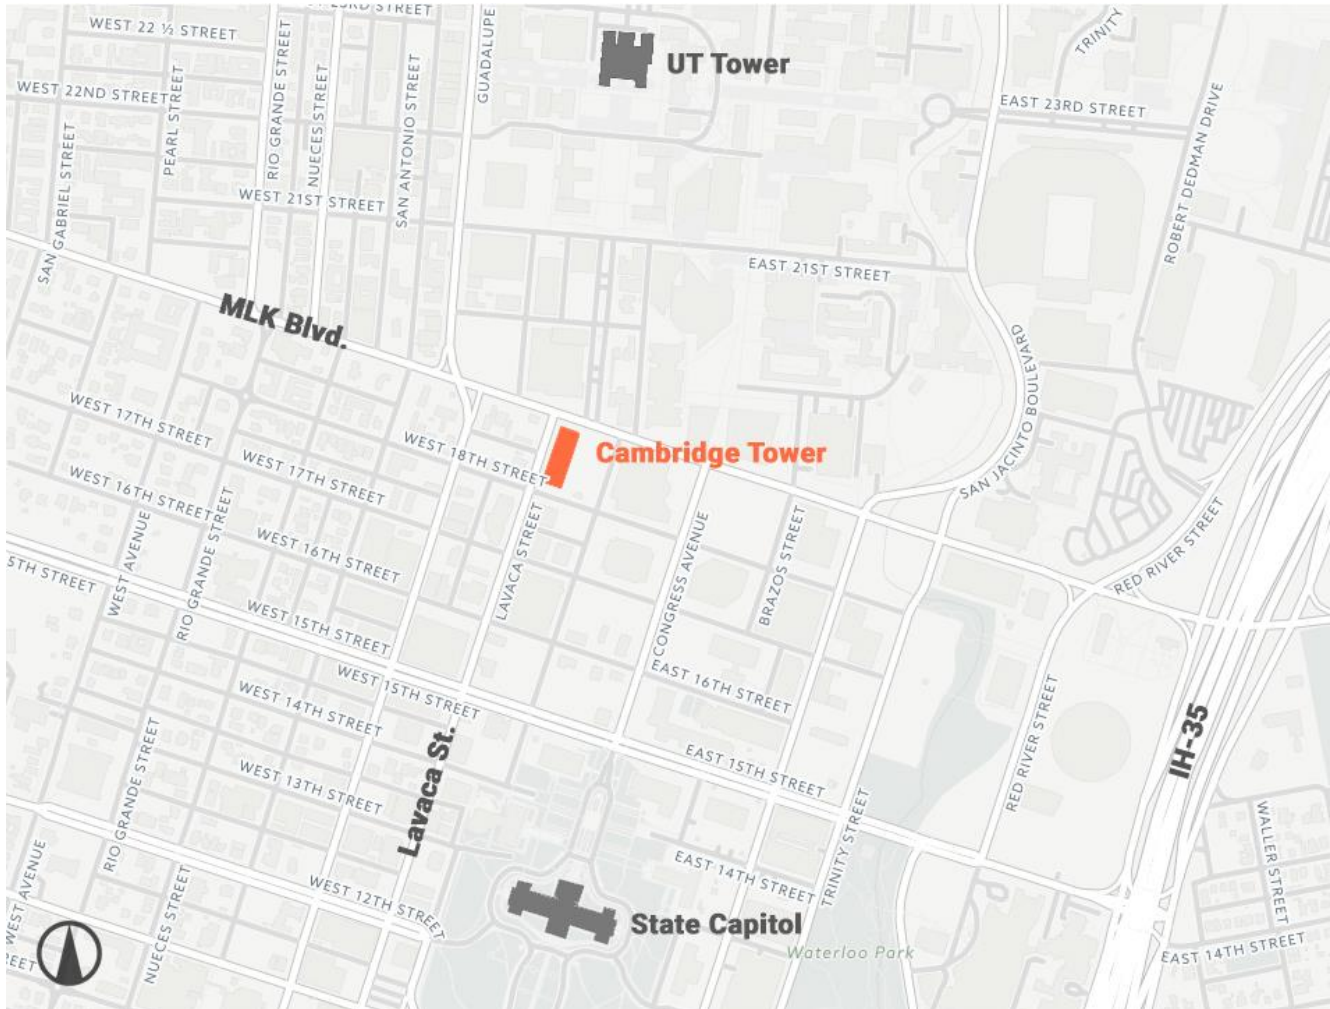 T 23RD STREET
WEST 22 ½ STREET
GUADALUPE
UT Tower
TRINITY
WEST 22ND STREET
PEARL STREET
RIO GRANDE STREET
NUECES STREET
SAN ANTONIO STREET
EAST 23RD STREET
ROBERT DEDMAN DRIVE
SAN GABRIEL STREET
WEST 21ST STREET
EAST 21ST STREET
MLK Blvd.
SAN JACINTO BOULEVARD
WEST 17TH STREET
WEST 18TH STREET
Cambridge Tower
WEST 17TH STREET
WEST 16TH STREET
LAVACA STREET
CONGRESS AVENUE
BRAZOS STREET
RED RIVER STREET
WEST AVENUE
RIO GRANDE STREET
WEST 16TH STREET
5TH STREET
WEST 15TH STREET
EAST 16TH STREET
WEST 15TH STREET
WEST 14TH STREET
RED RIVER STREET
IH-35
EAST 15TH STREET
Lavaca St.
WEST 13TH STREET
RIO GRANDE STREET
TRINITY STREET
WALLER STREET
EAST 14TH STREET
WEST AVENUE
NUECES STREET
WEST 12TH STREET
State Capitol
Waterloo Park
EAST 14TH STREET
EET